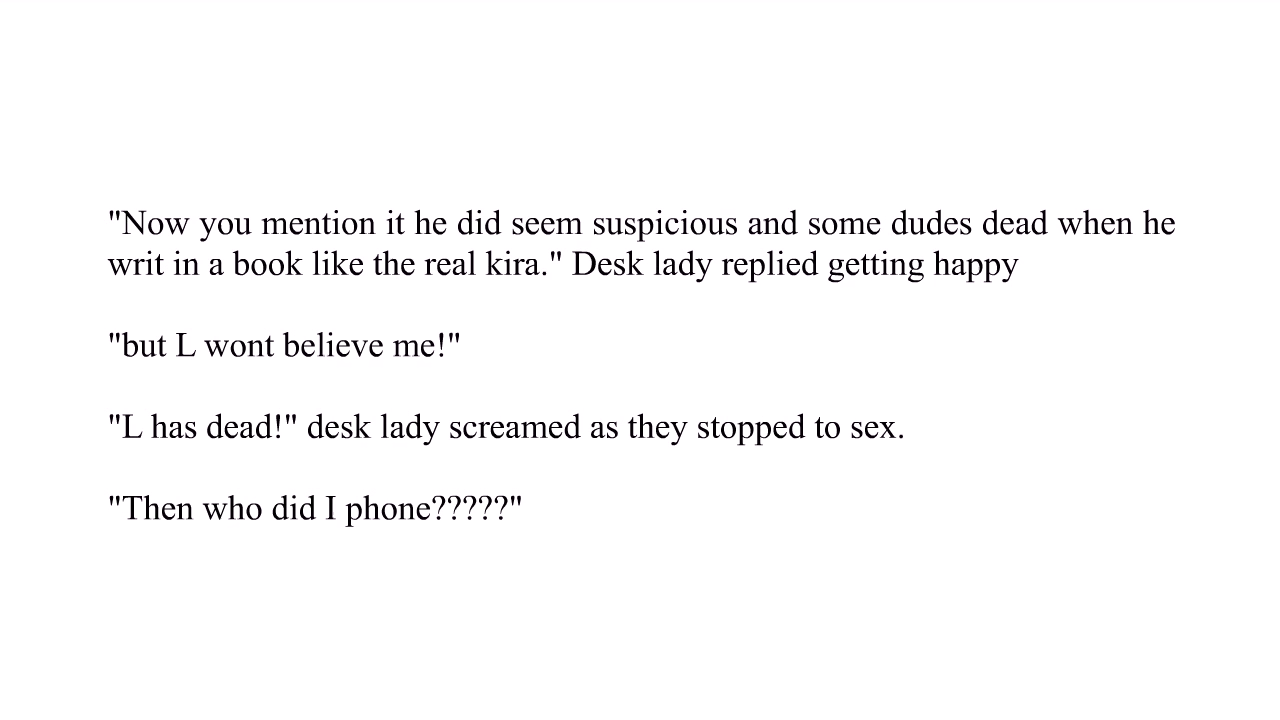 "Now you mention it he did seem suspicious and some dudes dead when he
writ in a book like the real kira." Desk lady replied getting happy
"but L wont believe me!"
"L has dead!" desk lady screamed as they stopped to sex.
"Then who did I phone?????"